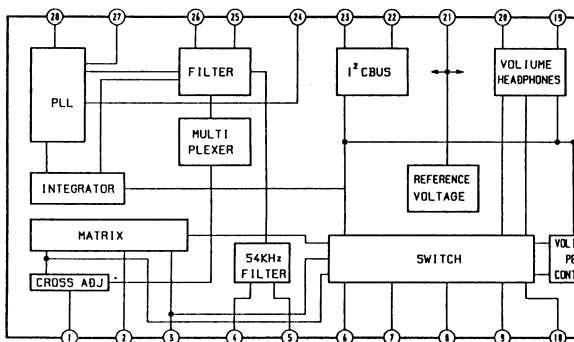 28 27 26 25 24 23 22 21 20 19
PLL
FILTER
I²CBUS
VOLIUME
HEADPHONES
MULTI
PLEXER
INTEGRATOR
REFERENCE
VOLTAGE
MATRIX
54KHz
FILTER
SWITCH
CROSS ADJ
1 2 3 4 5 6 7 8 9 10